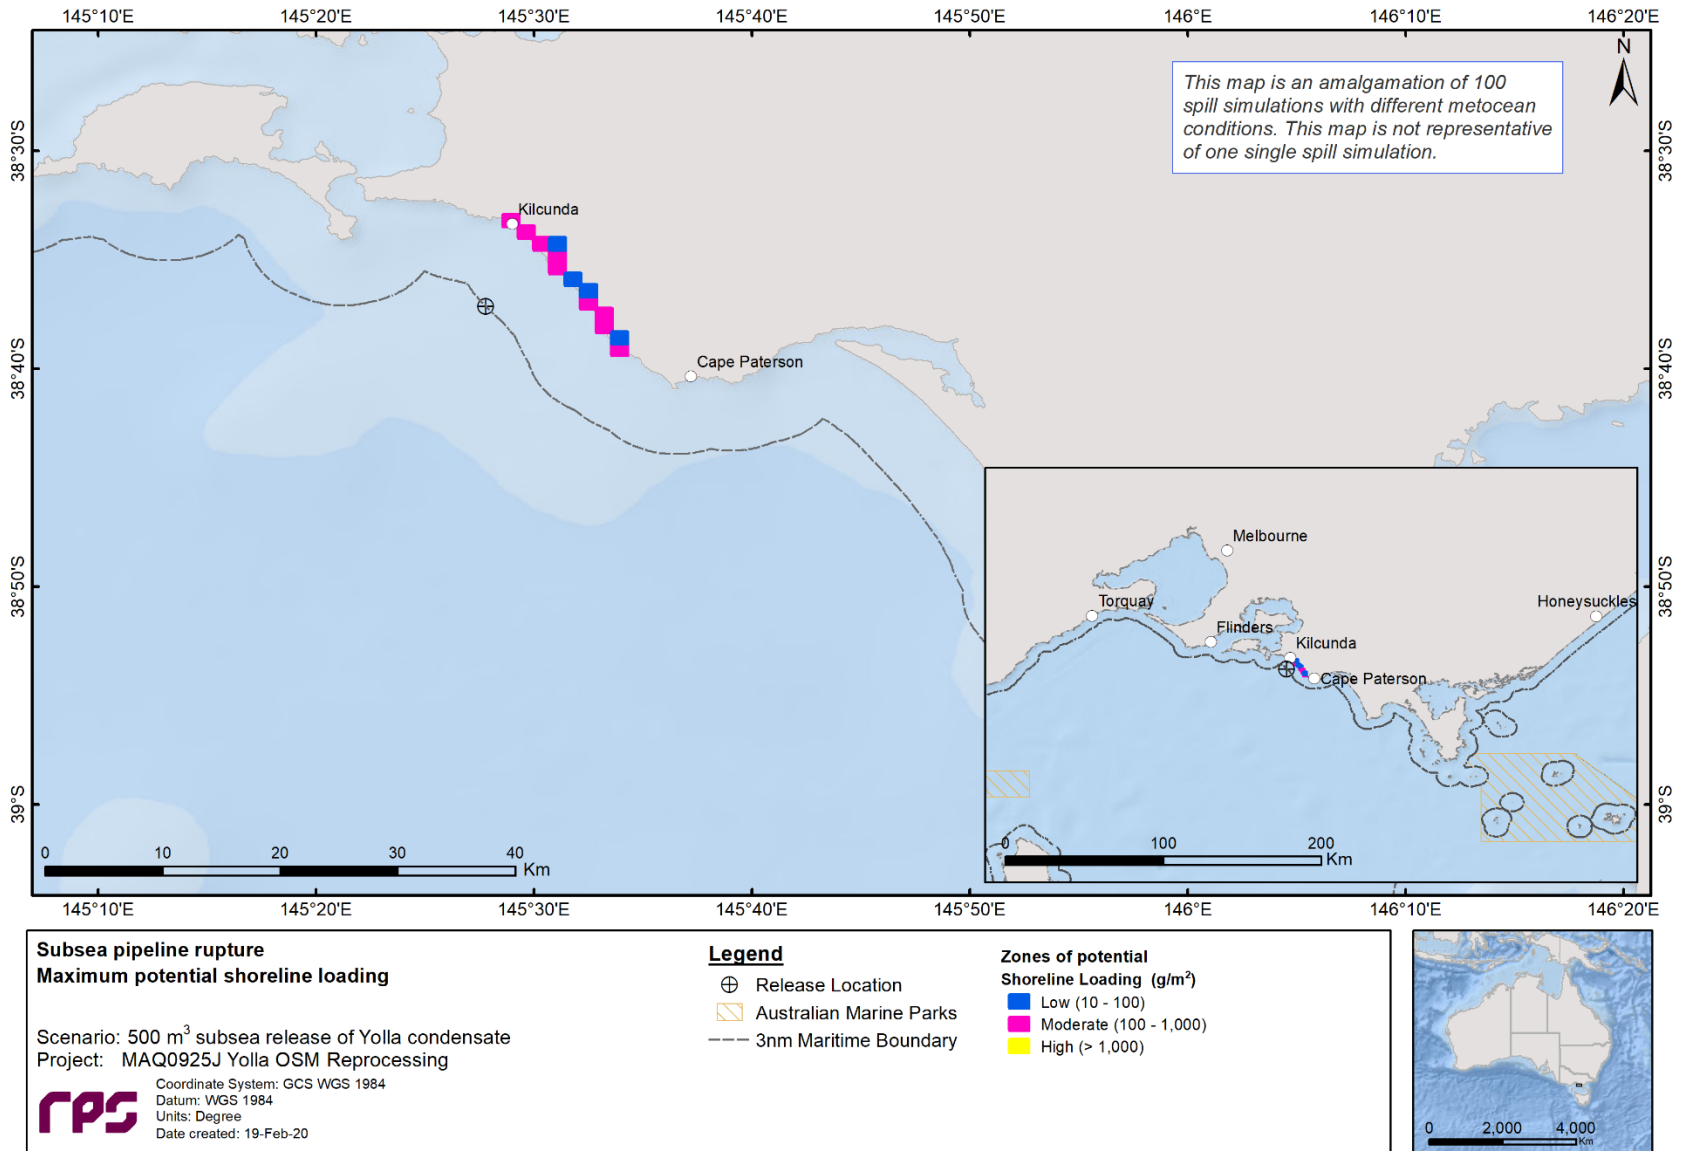 145°10'E 145°20'E 145°30'E 145°40'E 145°50'E 146°E 146°10'E 146°20'E
N
This map is an amalgamation of 100
spill simulations with different metocean
conditions. This map is not representative
of one single spill simulation.
38°30'S 38°30'S
Kilcunda
38°40'S 38°40'S
Cape Paterson
Melbourne
38°50'S 38°50'S
Torquay
Honeysuckles
Flinders
Kilcunda
Cape Paterson
39°S 39°S
0 100 200
Km
0 10 20 30 40
Km
145°10'E 145°20'E 145°30'E 145°40'E 145°50'E 146°E 146°10'E 146°20'E
Subsea pipeline rupture
Maximum potential shoreline loading
Scenario: 500 m³ subsea release of Yolla condensate
Project: MAQ0925J Yolla OSM Reprocessing
rps
Coordinate System: GCS WGS 1984
Datum: WGS 1984
Units: Degree
Date created: 19-Feb-20
Legend
Release Location
Australian Marine Parks
3nm Maritime Boundary
Zones of potential
Shoreline Loading (g/m²)
Low (10 - 100)
Moderate (100 - 1,000)
High (> 1,000)
0 2,000 4,000
Km